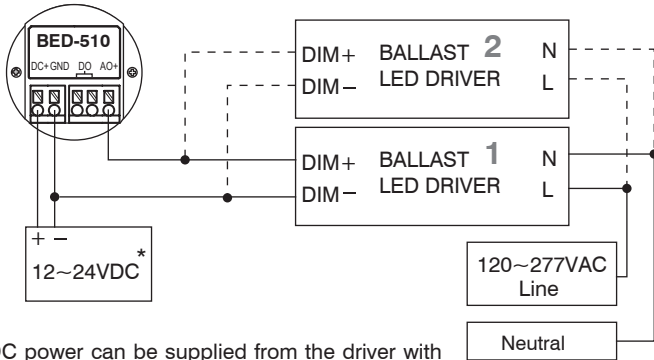 BED-510
DC+ GND DO AO+
DIM+ BALLAST 2 N
DIM− LED DRIVER L
DIM+ BALLAST 1 N
DIM− LED DRIVER L
+ −
12~24VDC *
120~277VAC
Line
Neutral
power can be supplied from the driver with